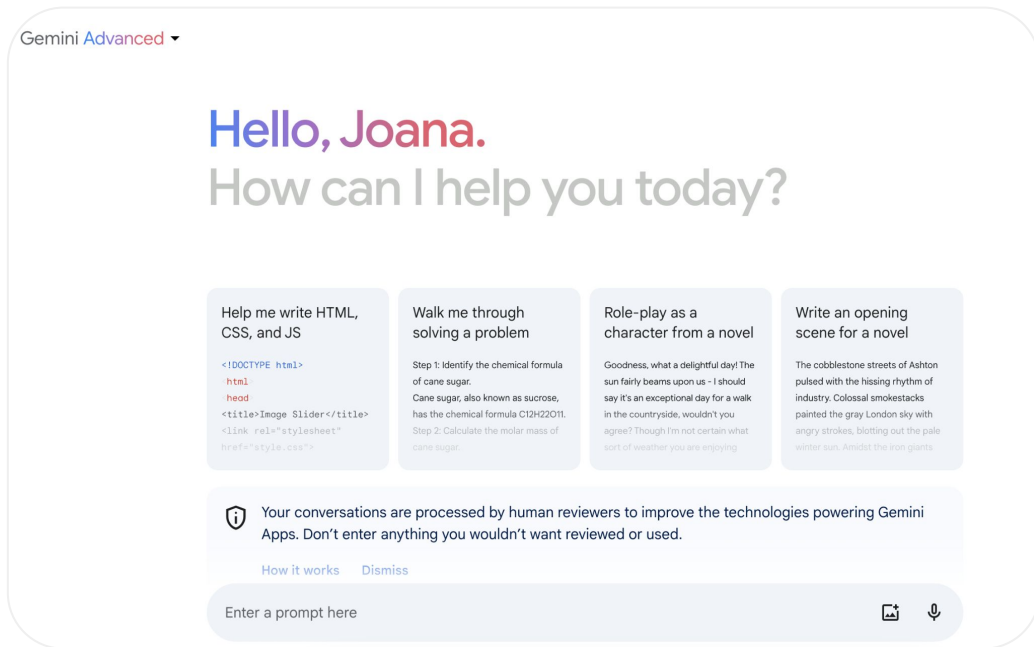 Gemini Advanced
Hello, Joana.
How can I help you today?
Help me write HTML,
CSS, and JS
<!DOCTYPE html>
html
head
<title>Image Slider</title>
<link rel="stylesheet"
href="style.css">
Walk me through
solving a problem
Step 1: Identify the chemical formula
of cane sugar.
Cane sugar, also known as sucrose,
has the chemical formula C12H22O11.
Step 2: Calculate the molar mass of
cane sugar.
Role-play as a
character from a novel
Goodness, what a delightful day! The
sun fairly beams upon us - I should
say it's an exceptional day for a walk
in the countryside, wouldn't you
agree? Though I'm not certain what
sort of weather you are enjoying
Write an opening
scene for a novel
The cobblestone streets of Ashton
pulsed with the hissing rhythm of
industry. Colossal smokestacks
painted the gray London sky with
angry strokes, blotting out the pale
winter sun. Amidst the iron giants
Your conversations are processed by human reviewers to improve the technologies powering Gemini
Apps. Don't enter anything you wouldn't want reviewed or used.
How it works Dismiss
Enter a prompt here